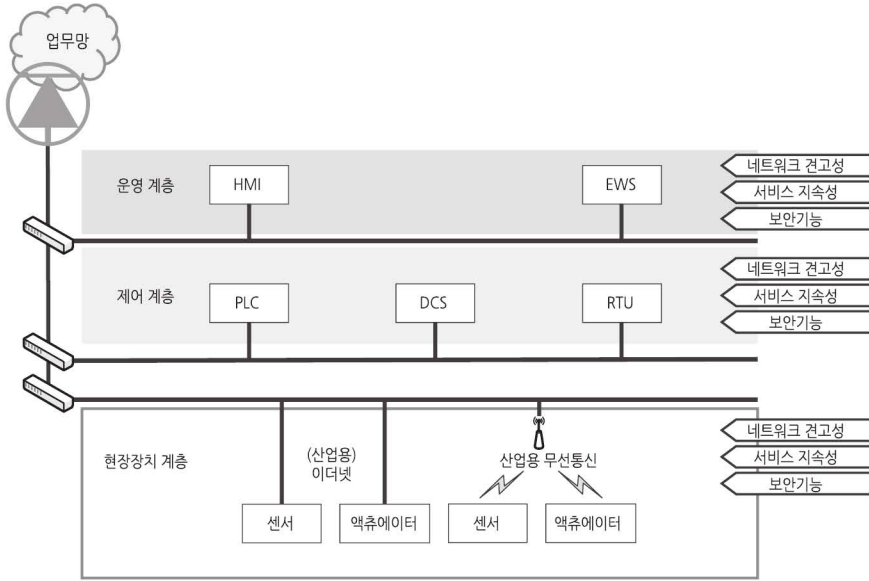 업무망
운영 계층
HMI
EWS
네트워크 견고성
서비스 지속성
보안기능
제어 계층
PLC
DCS
RTU
네트워크 견고성
서비스 지속성
보안기능
현장장치 계층
(산업용)
이더넷
산업용 무선통신
센서
액츄에이터
센서
액츄에이터
네트워크 견고성
서비스 지속성
보안기능